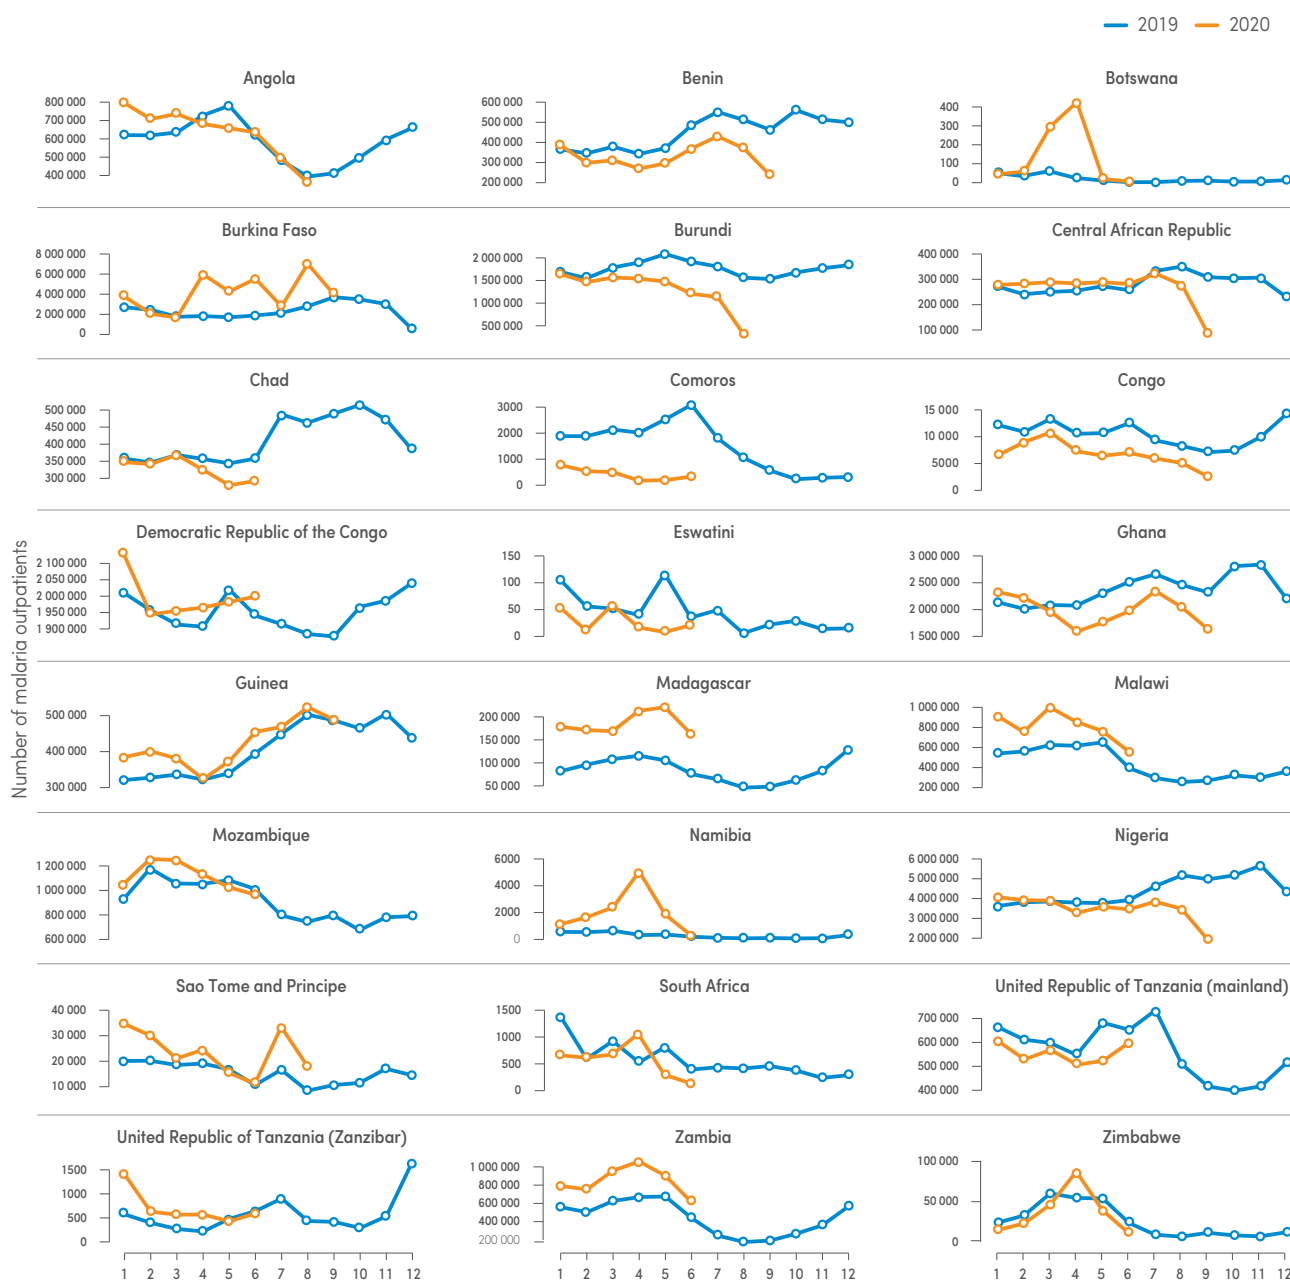 2019 2020
Angola Benin Botswana
800 000
700 000
600 000
500 000
400 000
600 000
500 000
400 000
300 000
200 000
400
300
200
100
0
Burkina Faso Burundi Central African Republic
8 000 000
6 000 000
4 000 000
2 000 000
0
2 000 000
1 500 000
1 000 000
500 000
400 000
300 000
200 000
100 000
Chad Comoros Congo
500 000
450 000
400 000
350 000
300 000
3000
2000
1000
0
15 000
10 000
5000
0
Democratic Republic of the Congo Eswatini Ghana
2 100 000
2 050 000
2 000 000
1 950 000
1 900 000
150
100
50
0
3 000 000
2 500 000
2 000 000
1 500 000
Number of malaria outpatients
Guinea Madagascar Malawi
500 000
400 000
300 000
200 000
150 000
100 000
50 000
1 000 000
800 000
600 000
400 000
200 000
Mozambique Namibia Nigeria
1 200 000
1 000 000
800 000
600 000
6000
4000
2000
0
6 000 000
5 000 000
4 000 000
3 000 000
2 000 000
Sao Tome and Principe South Africa United Republic of Tanzania (mainland)
40 000
30 000
20 000
10 000
1500
1000
500
0
700 000
600 000
500 000
400 000
United Republic of Tanzania (Zanzibar) Zambia Zimbabwe
1500
1000
500
0
1 000 000
800 000
600 000
400 000
200 000
100 000
50 000
0
1 2 3 4 5 6 7 8 9 10 11 12 1 2 3 4 5 6 7 8 9 10 11 12 1 2 3 4 5 6 7 8 9 10 11 12